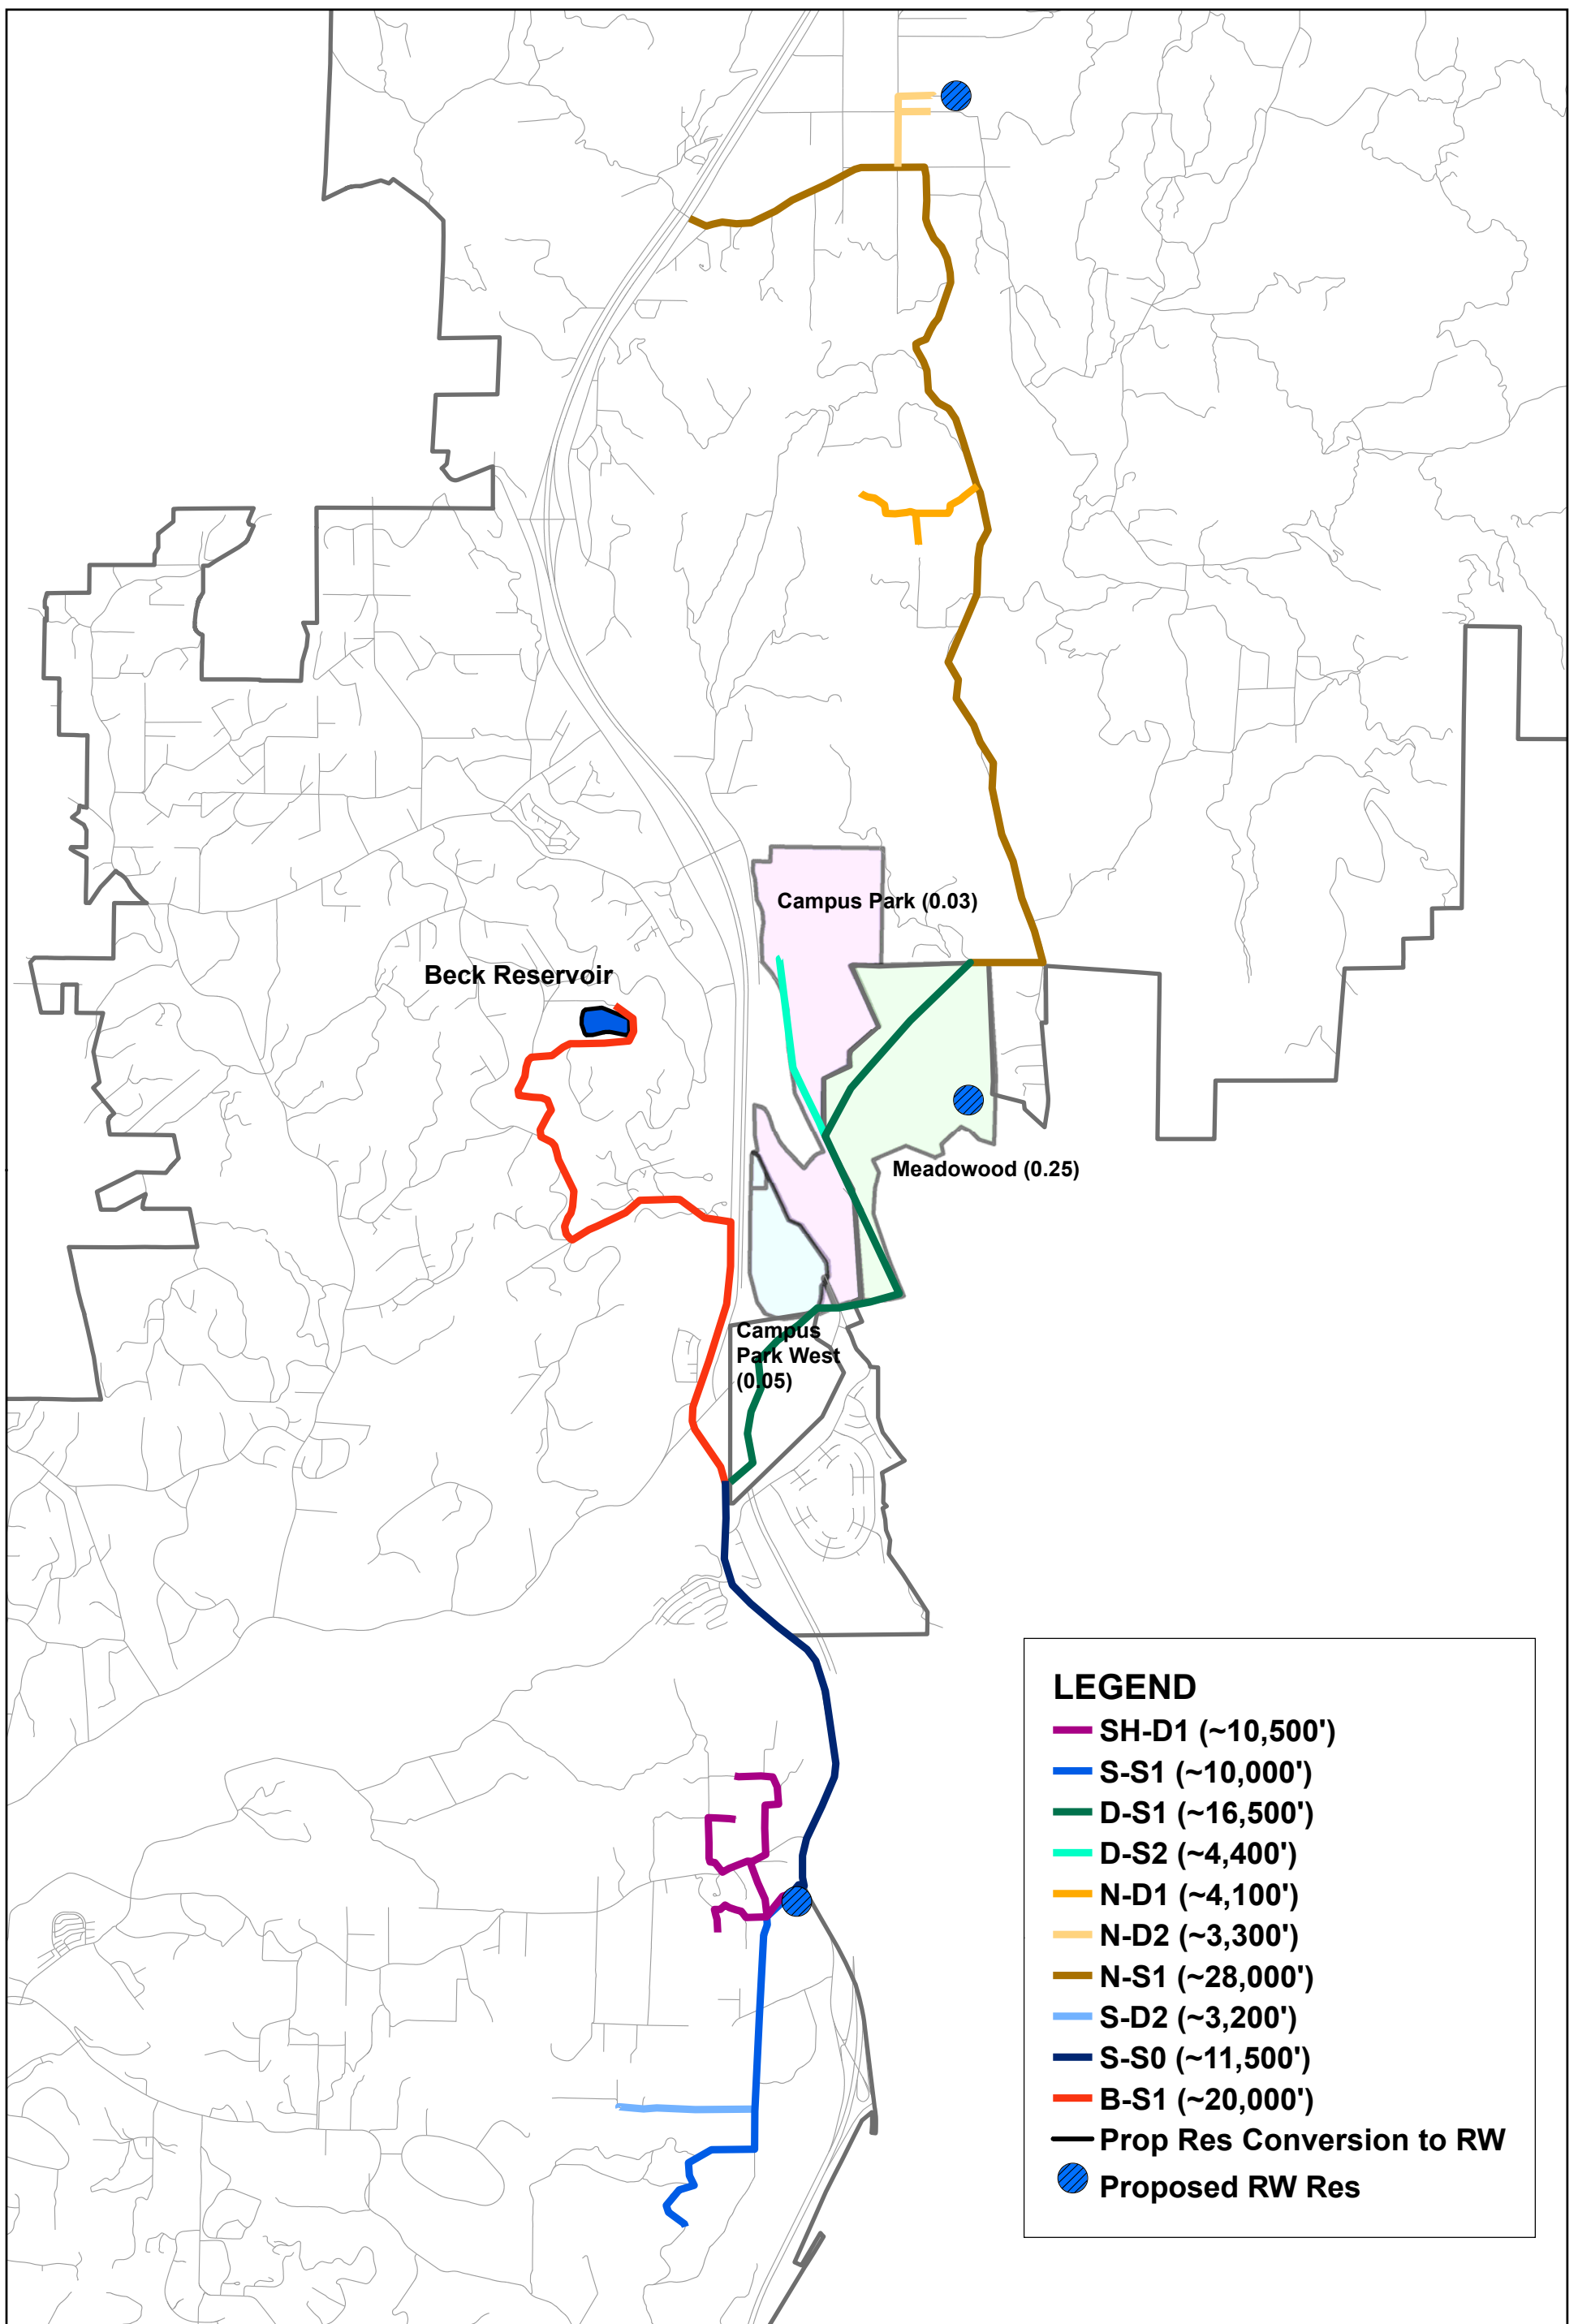 Campus Park (0.03)
Beck Reservoir
Meadowood (0.25)
Campus
Park West
(0.05)
LEGEND
SH-D1 (~10,500')
S-S1 (~10,000')
D-S1 (~16,500')
D-S2 (~4,400')
N-D1 (~4,100')
N-D2 (~3,300')
N-S1 (~28,000')
S-D2 (~3,200')
S-S0 (~11,500')
B-S1 (~20,000')
Prop Res Conversion to RW
Proposed RW Res